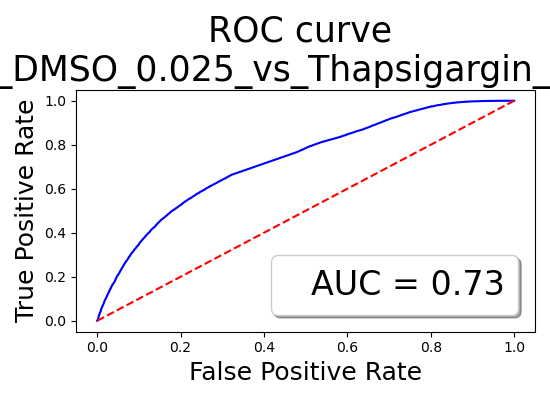 ROC curve
_DMSO_0.025_vs_Thapsigargin_
True Positive Rate
1.0
0.8
0.6
0.4
0.2
0.0
AUC = 0.73
0.0 0.2 0.4 0.6 0.8 1.0
False Positive Rate